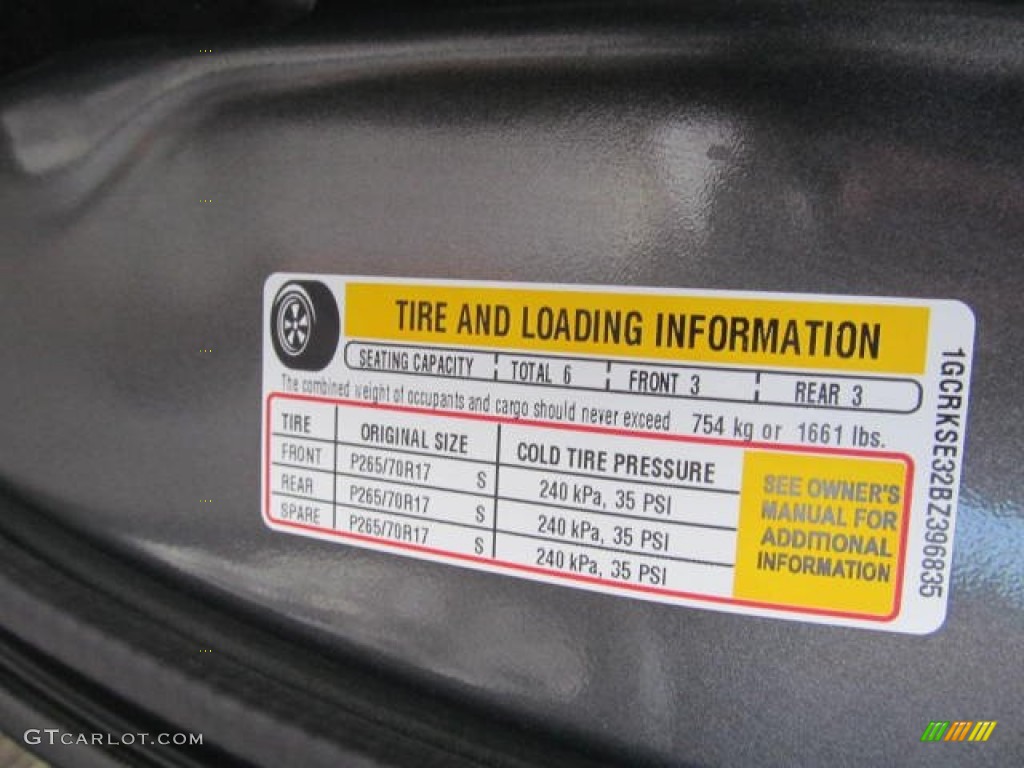 TIRE AND LOADING INFORMATION
SEATING CAPACITY TOTAL 6 FRONT 3 REAR 3
The combined weight of occupants and cargo should never exceed 754 kg or 1661 lbs.
TIRE ORIGINAL SIZE COLD TIRE PRESSURE
FRONT P265/70R17 S 240 kPa, 35 PSI
REAR P265/70R17 S 240 kPa, 35 PSI
SPARE P265/70R17 S 240 kPa, 35 PSI
SEE OWNER'S
MANUAL FOR
ADDITIONAL
INFORMATION
1GCRKSE32BZ396835
GTCARLOT.COM